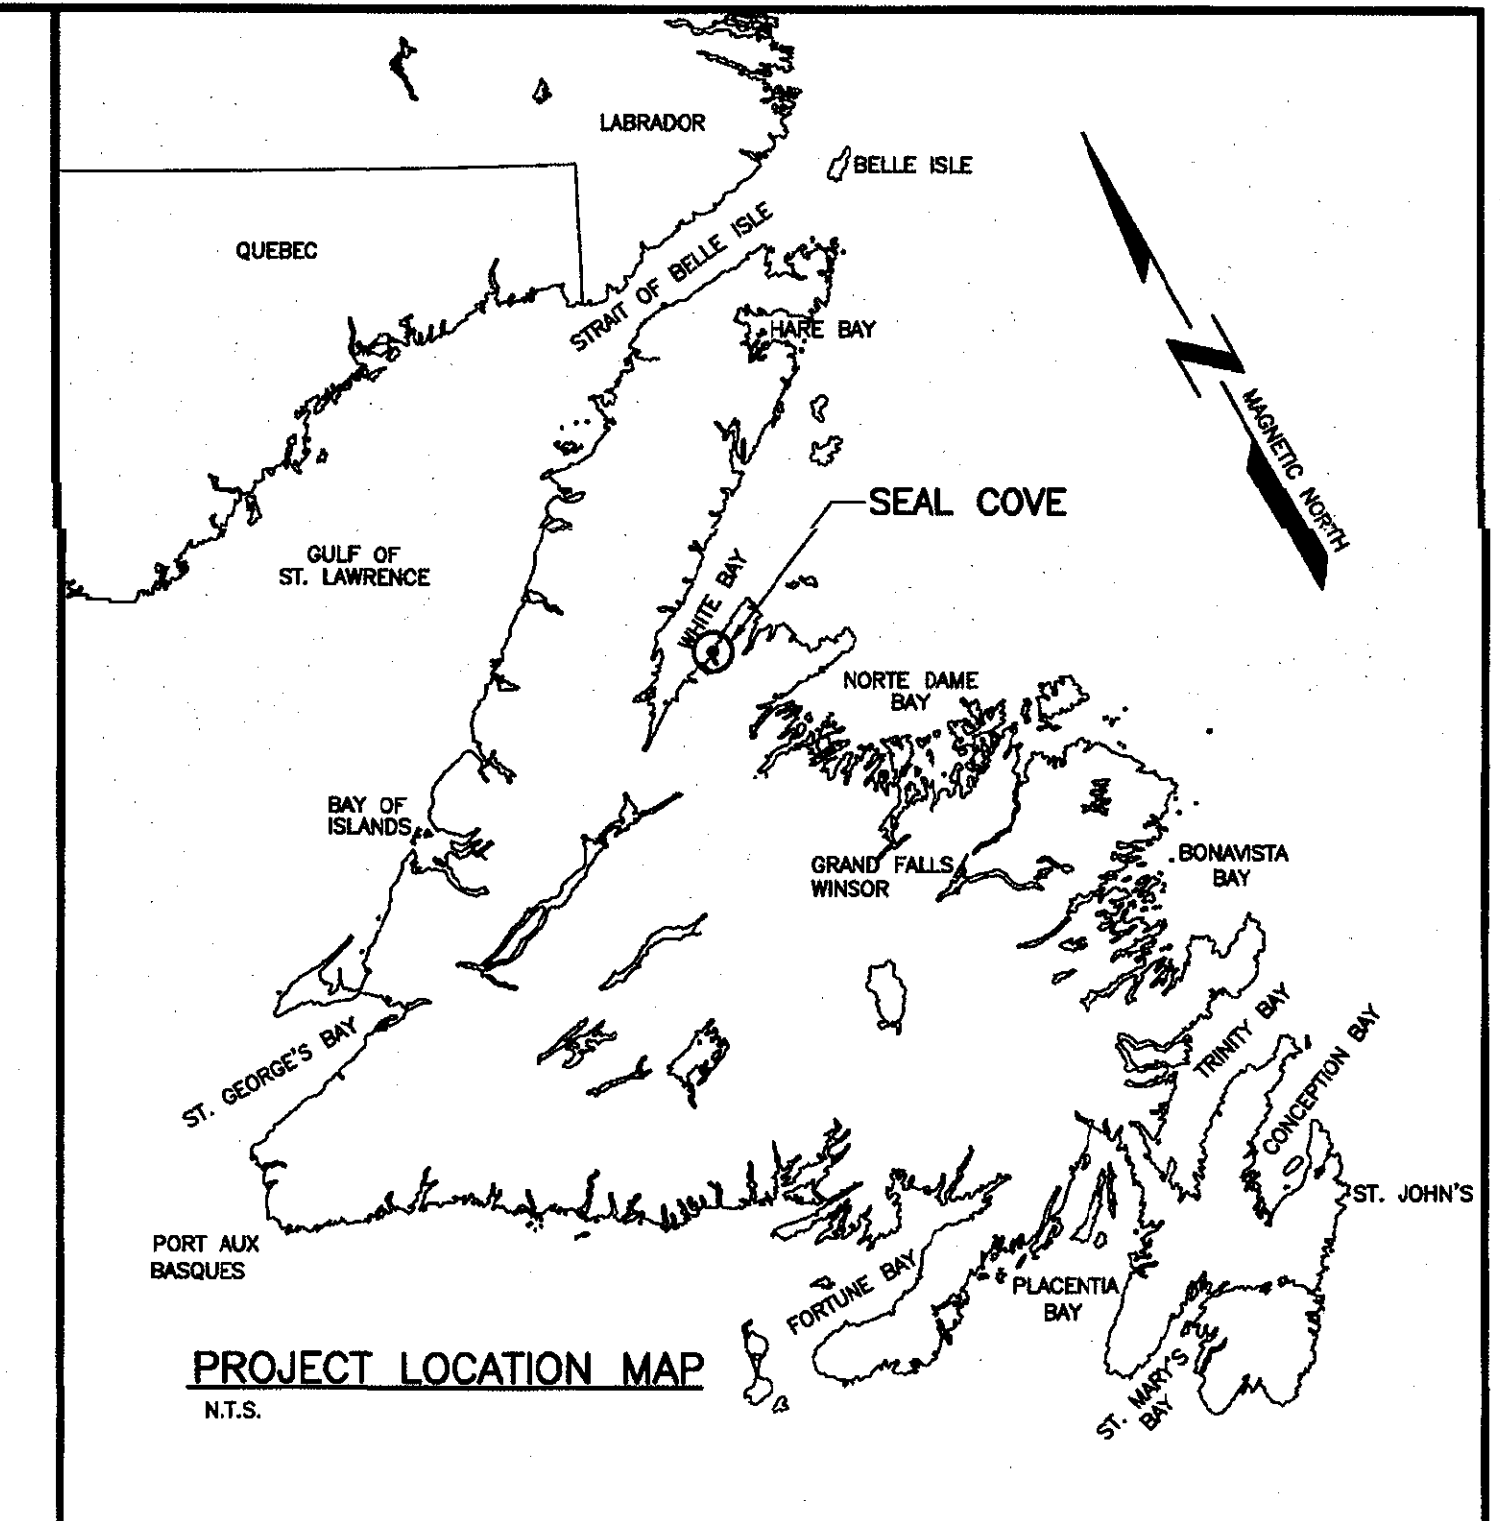 LABRADOR
BELLE ISLE
QUEBEC
STRAIT OF BELLE ISLE
HARE BAY
MAGNETIC NORTH
SEAL COVE
GULF OF
ST. LAWRENCE
WHITE BAY
NORTE DAME
BAY
BAY OF
ISLANDS
GRAND FALLS
WINSOR
BONAVISTA
BAY
ST. GEORGE'S BAY
TRINITY BAY
CONCEPTION BAY
ST. JOHN'S
PORT AUX
BASQUES
FORTUNE BAY
PLACENTIA
BAY
ST. MARY'S
BAY
PROJECT LOCATION MAP
N.T.S.